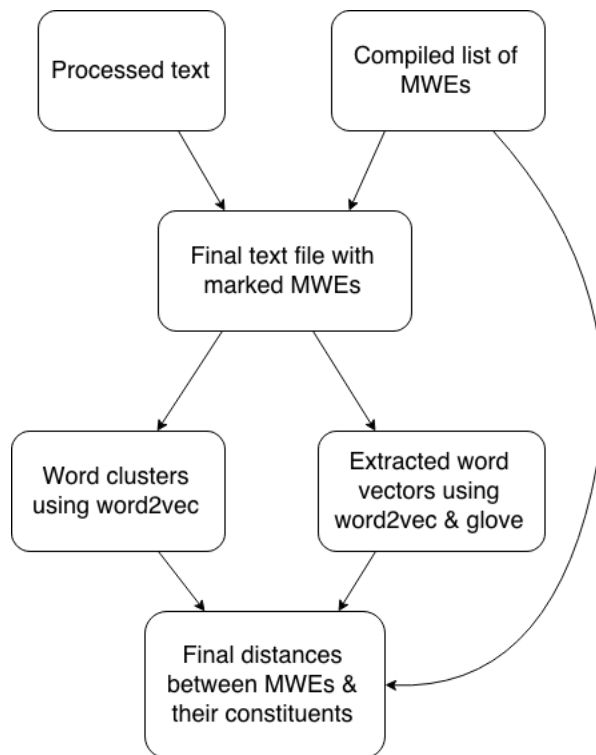 Processed text
Compiled list of
MWEs
Final text file with
marked MWEs
Word clusters
using word2vec
Extracted word
vectors using
word2vec & glove
Final distances
between MWEs &
their constituents